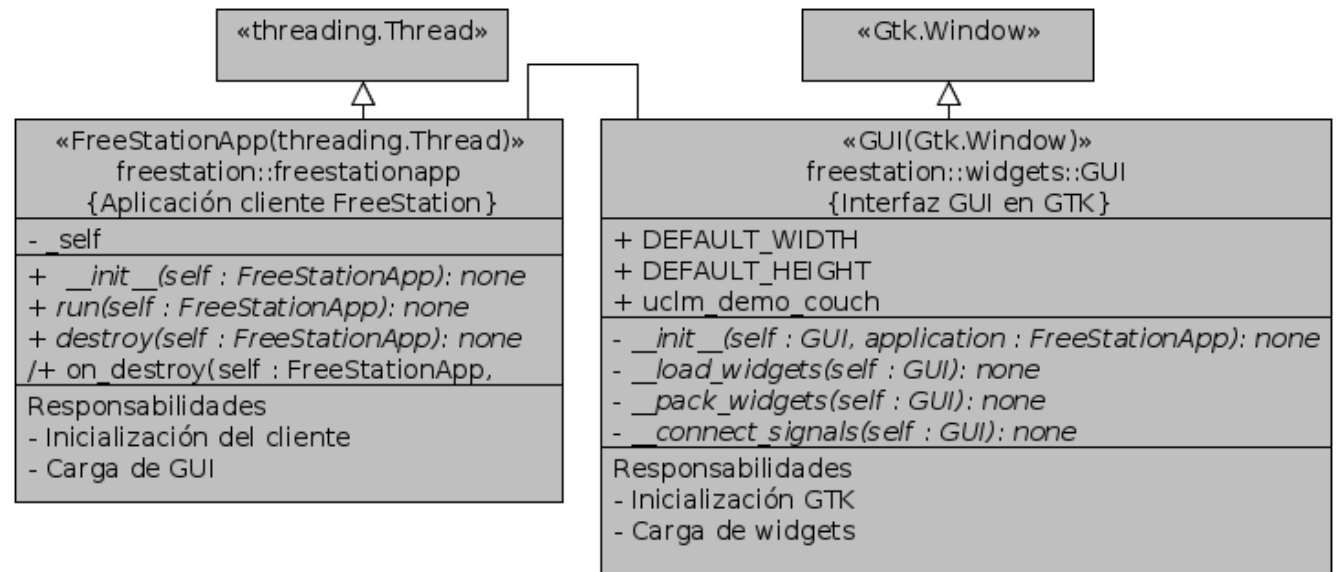 «threading.Thread»
«FreeStationApp(threading.Thread)»
freestation::freestationapp
{Aplicación cliente FreeStation}
- _self
+ __init__(self : FreeStationApp): none
+ run(self : FreeStationApp): none
+ destroy(self : FreeStationApp): none
/+ on_destroy(self : FreeStationApp,
Responsabilidades
- Inicialización del cliente
- Carga de GUI
«Gtk.Window»
«GUI(Gtk.Window)»
freestation::widgets::GUI
{Interfaz GUI en GTK}
+ DEFAULT_WIDTH
+ DEFAULT_HEIGHT
+ uclm_demo_couch
- __init__(self : GUI, application : FreeStationApp): none
- __load_widgets(self : GUI): none
- __pack_widgets(self : GUI): none
- __connect_signals(self : GUI): none
Responsabilidades
- Inicialización GTK
- Carga de widgets